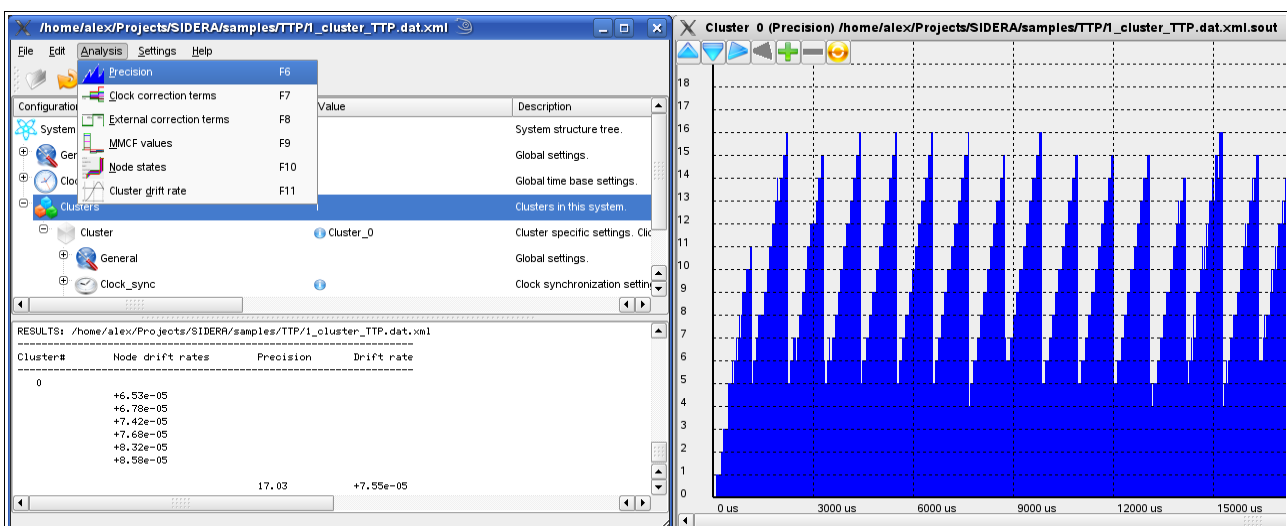 /home/alex/Projects/SIDERA/samples/TTP/1_cluster_TTP.dat.xml
File Edit Analysis Settings Help
Precision F6
Clock correction terms F7
External correction terms F8
MMCF values F9
Node states F10
Cluster drift rate F11
Configuration Value Description
System System structure tree.
Gen Global settings.
Cloc Global time base settings.
Clusters 1 Clusters in this system.
Cluster Cluster_0 Cluster specific settings. Clic
General Global settings.
Clock_sync Clock synchronization setting
RESULTS: /home/alex/Projects/SIDERA/samples/TTP/1_cluster_TTP.dat.xml
Cluster# Node drift rates Precision Drift rate
0
+6.53e-05
+6.78e-05
+7.42e-05
+7.68e-05
+8.32e-05
+8.58e-05
17.03 +7.55e-05
Cluster 0 (Precision) /home/alex/Projects/SIDERA/samples/TTP/1_cluster_TTP.dat.xml.sout
18
17
16
15
14
13
12
11
10
9
8
7
6
5
4
3
2
1
0
0 us 3000 us 6000 us 9000 us 12000 us 15000 us